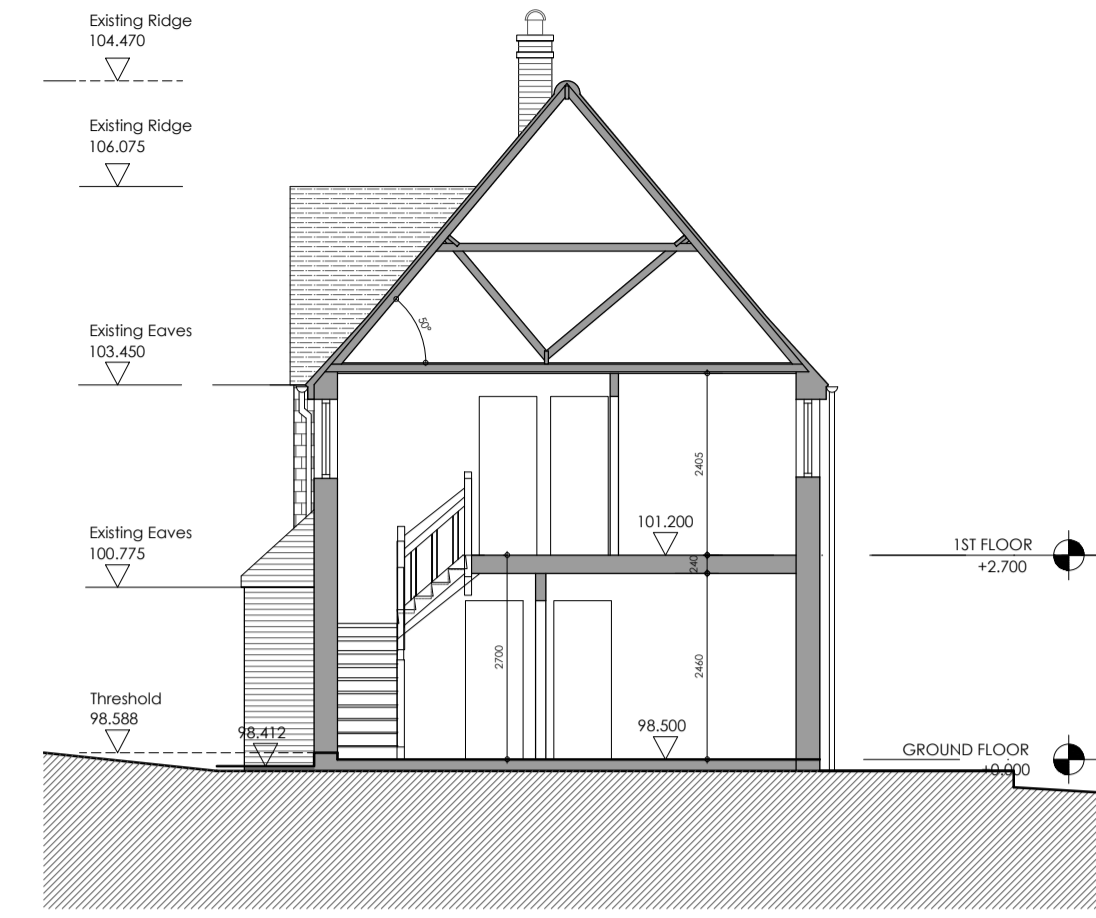 Existing Ridge
104.470
Existing Ridge
106.075
Existing Eaves
103.450
50°
2405
Existing Eaves
100.775
101.200
240
1ST FLOOR
+2.700
2700
2460
Threshold
98.588
98.412
98.500
GROUND FLOOR
+0.000